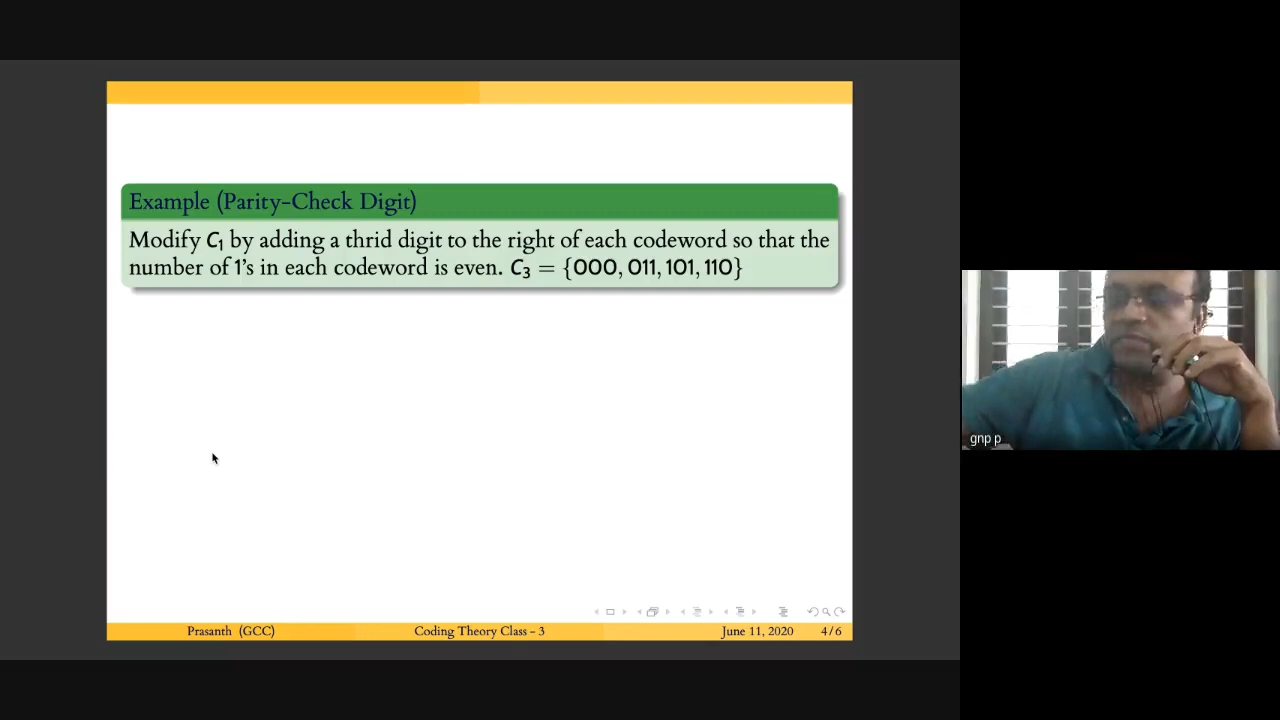 Example (Parity-Check Digit)
Modify C₁ by adding a thrid digit to the right of each codeword so that the
number of 1's in each codeword is even. C₃ = {000, 011, 101, 110}
Prasanth (GCC) Coding Theory Class - 3 June 11, 2020 4/6
gnp p